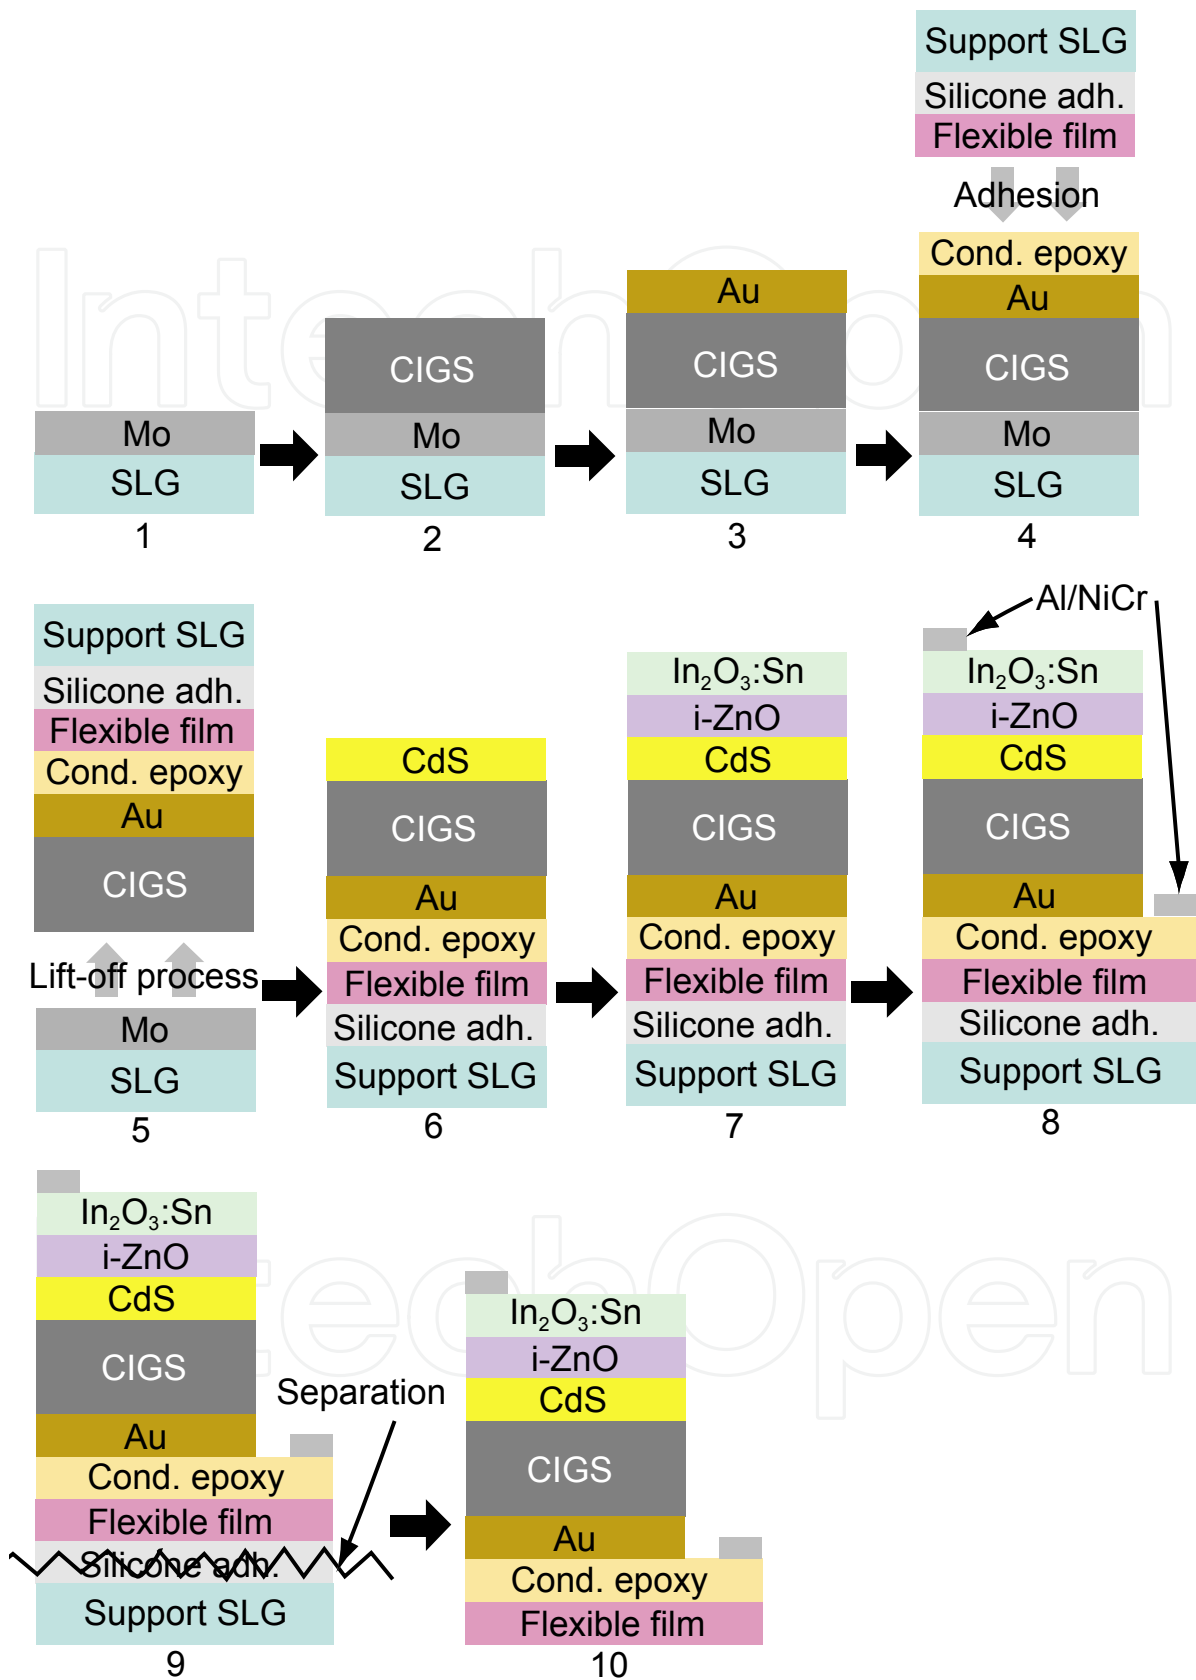 Support SLG
Silicone adh.
Flexible film
Adhesion
Cond. epoxy
Au
CIGS
Mo
SLG
4
Au
CIGS
Mo
SLG
3
CIGS
Mo
SLG
2
Mo
SLG
1
Support SLG
Silicone adh.
Flexible film
Cond. epoxy
Au
CIGS
Lift-off process
Mo
SLG
5
CdS
CIGS
Au
Cond. epoxy
Flexible film
Silicone adh.
Support SLG
6
In₂O₃:Sn
i-ZnO
CdS
CIGS
Au
Cond. epoxy
Flexible film
Silicone adh.
Support SLG
7
Al/NiCr
In₂O₃:Sn
i-ZnO
CdS
CIGS
Au
Cond. epoxy
Flexible film
Silicone adh.
Support SLG
8
In₂O₃:Sn
i-ZnO
CdS
CIGS
Au
Cond. epoxy
Flexible film
Silicone adh.
Support SLG
9
Separation
In₂O₃:Sn
i-ZnO
CdS
CIGS
Au
Cond. epoxy
Flexible film
10
IntechOpen
IntechOpen